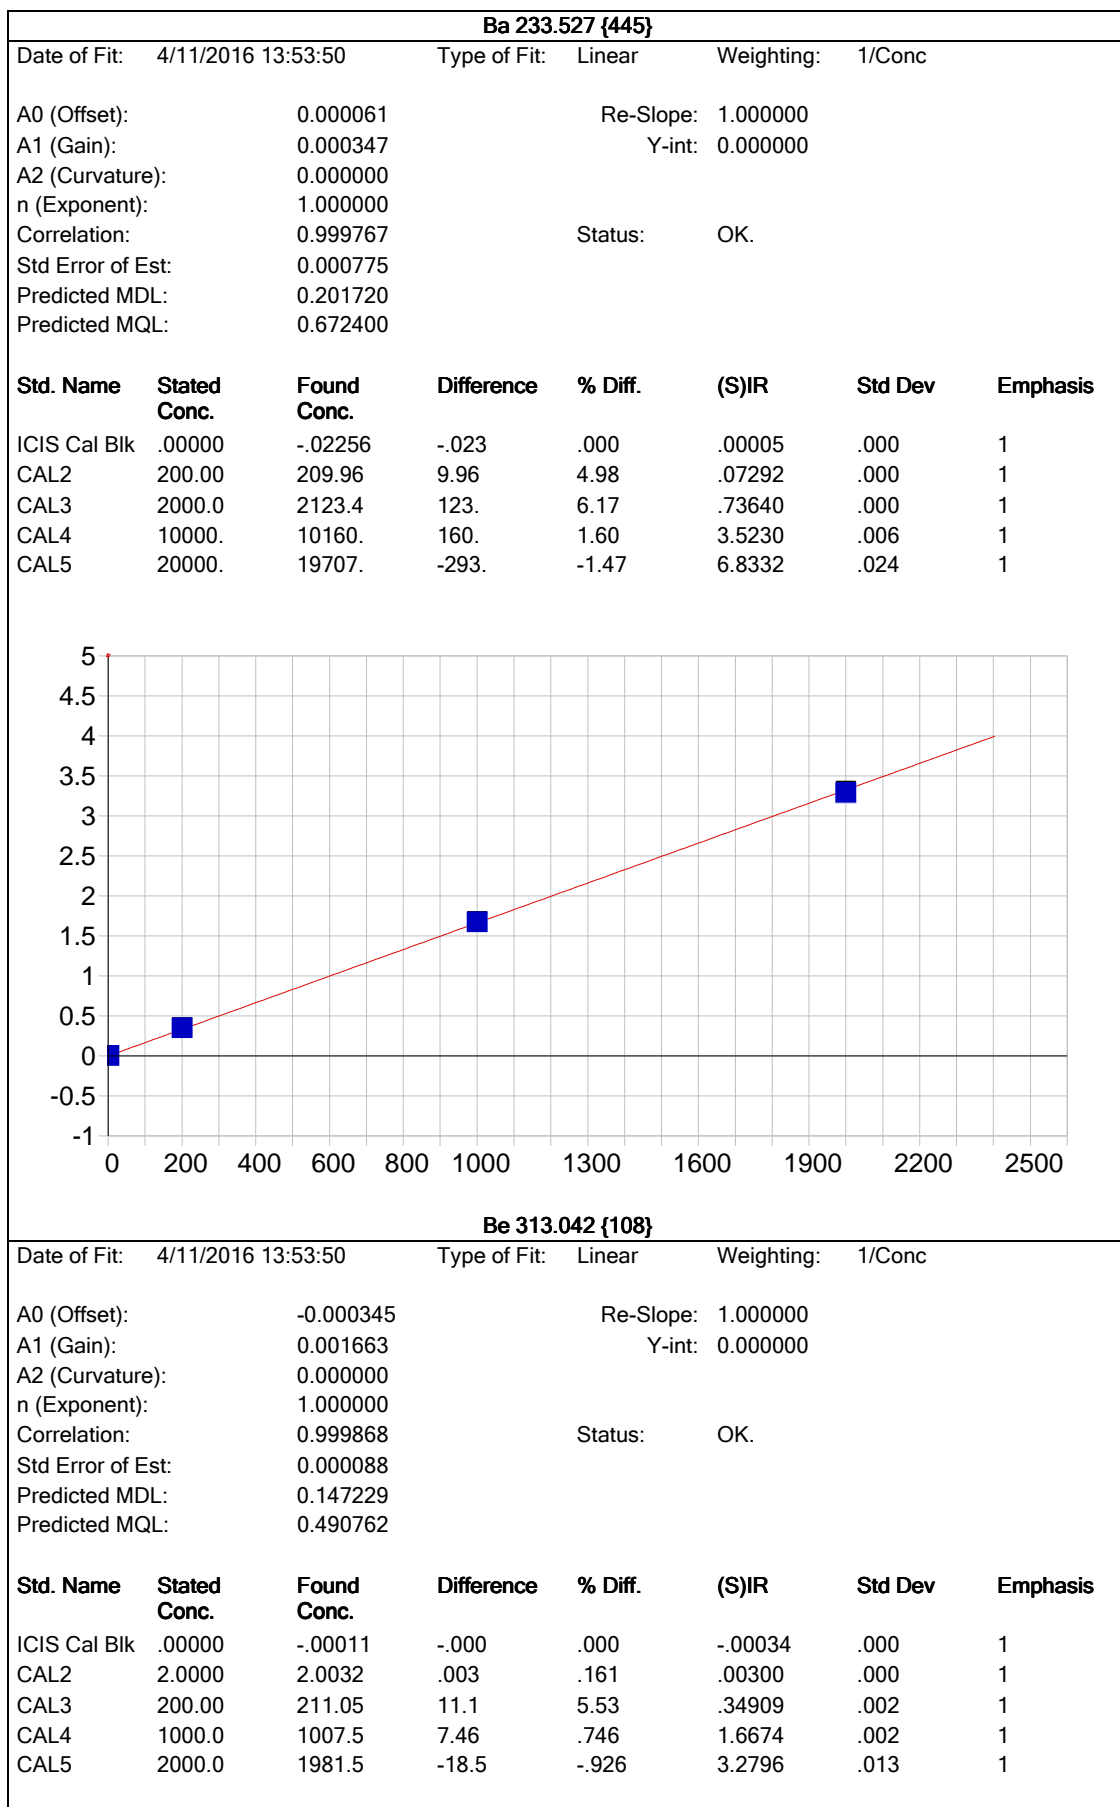 Ba 233.527 {445}
Date of Fit: 4/11/2016 13:53:50 Type of Fit: Linear Weighting: 1/Conc
A0 (Offset): 0.000061 Re-Slope: 1.000000
A1 (Gain): 0.000347 Y-int: 0.000000
A2 (Curvature): 0.000000
n (Exponent): 1.000000
Correlation: 0.999767 Status: OK.
Std Error of Est: 0.000775
Predicted MDL: 0.201720
Predicted MQL: 0.672400
Std. Name Stated Found Difference % Diff. (S)IR Std Dev Emphasis
Conc. Conc.
ICIS Cal Blk .00000 -.02256 -.023 .000 .00005 .000 1
CAL2 200.00 209.96 9.96 4.98 .07292 .000 1
CAL3 2000.0 2123.4 123. 6.17 .73640 .000 1
CAL4 10000. 10160. 160. 1.60 3.5230 .006 1
CAL5 20000. 19707. -293. -1.47 6.8332 .024 1
5
4.5
4
3.5
3
2.5
2
1.5
1
0.5
0
-0.5
-1
0 200 400 600 800 1000 1300 1600 1900 2200 2500
Be 313.042 {108}
Date of Fit: 4/11/2016 13:53:50 Type of Fit: Linear Weighting: 1/Conc
A0 (Offset): -0.000345 Re-Slope: 1.000000
A1 (Gain): 0.001663 Y-int: 0.000000
A2 (Curvature): 0.000000
n (Exponent): 1.000000
Correlation: 0.999868 Status: OK.
Std Error of Est: 0.000088
Predicted MDL: 0.147229
Predicted MQL: 0.490762
Std. Name Stated Found Difference % Diff. (S)IR Std Dev Emphasis
Conc. Conc.
ICIS Cal Blk .00000 -.00011 -.000 .000 -.00034 .000 1
CAL2 2.0000 2.0032 .003 .161 .00300 .000 1
CAL3 200.00 211.05 11.1 5.53 .34909 .002 1
CAL4 1000.0 1007.5 7.46 .746 1.6674 .002 1
CAL5 2000.0 1981.5 -18.5 -.926 3.2796 .013 1